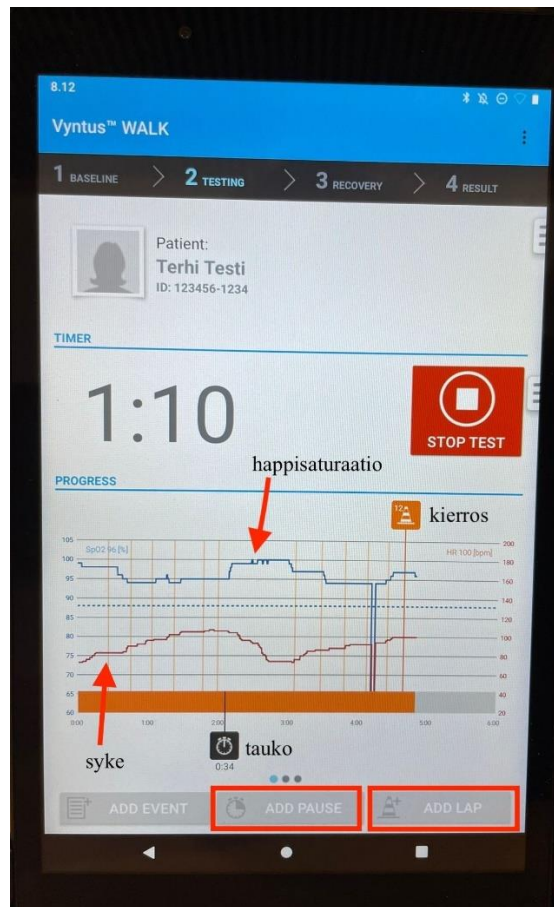 8.12
Vyntus™ WALK
1 BASELINE > 2 TESTING > 3 RECOVERY > 4 RESULT
Patient:
Terhi Testi
ID: 123456-1234
TIMER
1:10
STOP TEST
happisaturaatio
PROGRESS
12
kierros
105
SpO2 96 [%]
HR 100 [bpm]
200
100
180
95
160
90
140
85
120
80
100
75
80
70
60
65
40
60
20
0:00 1:00 2:00 3:00 4:00 5:00 6:00
syke
tauko
0:34
ADD EVENT
ADD PAUSE
ADD LAP